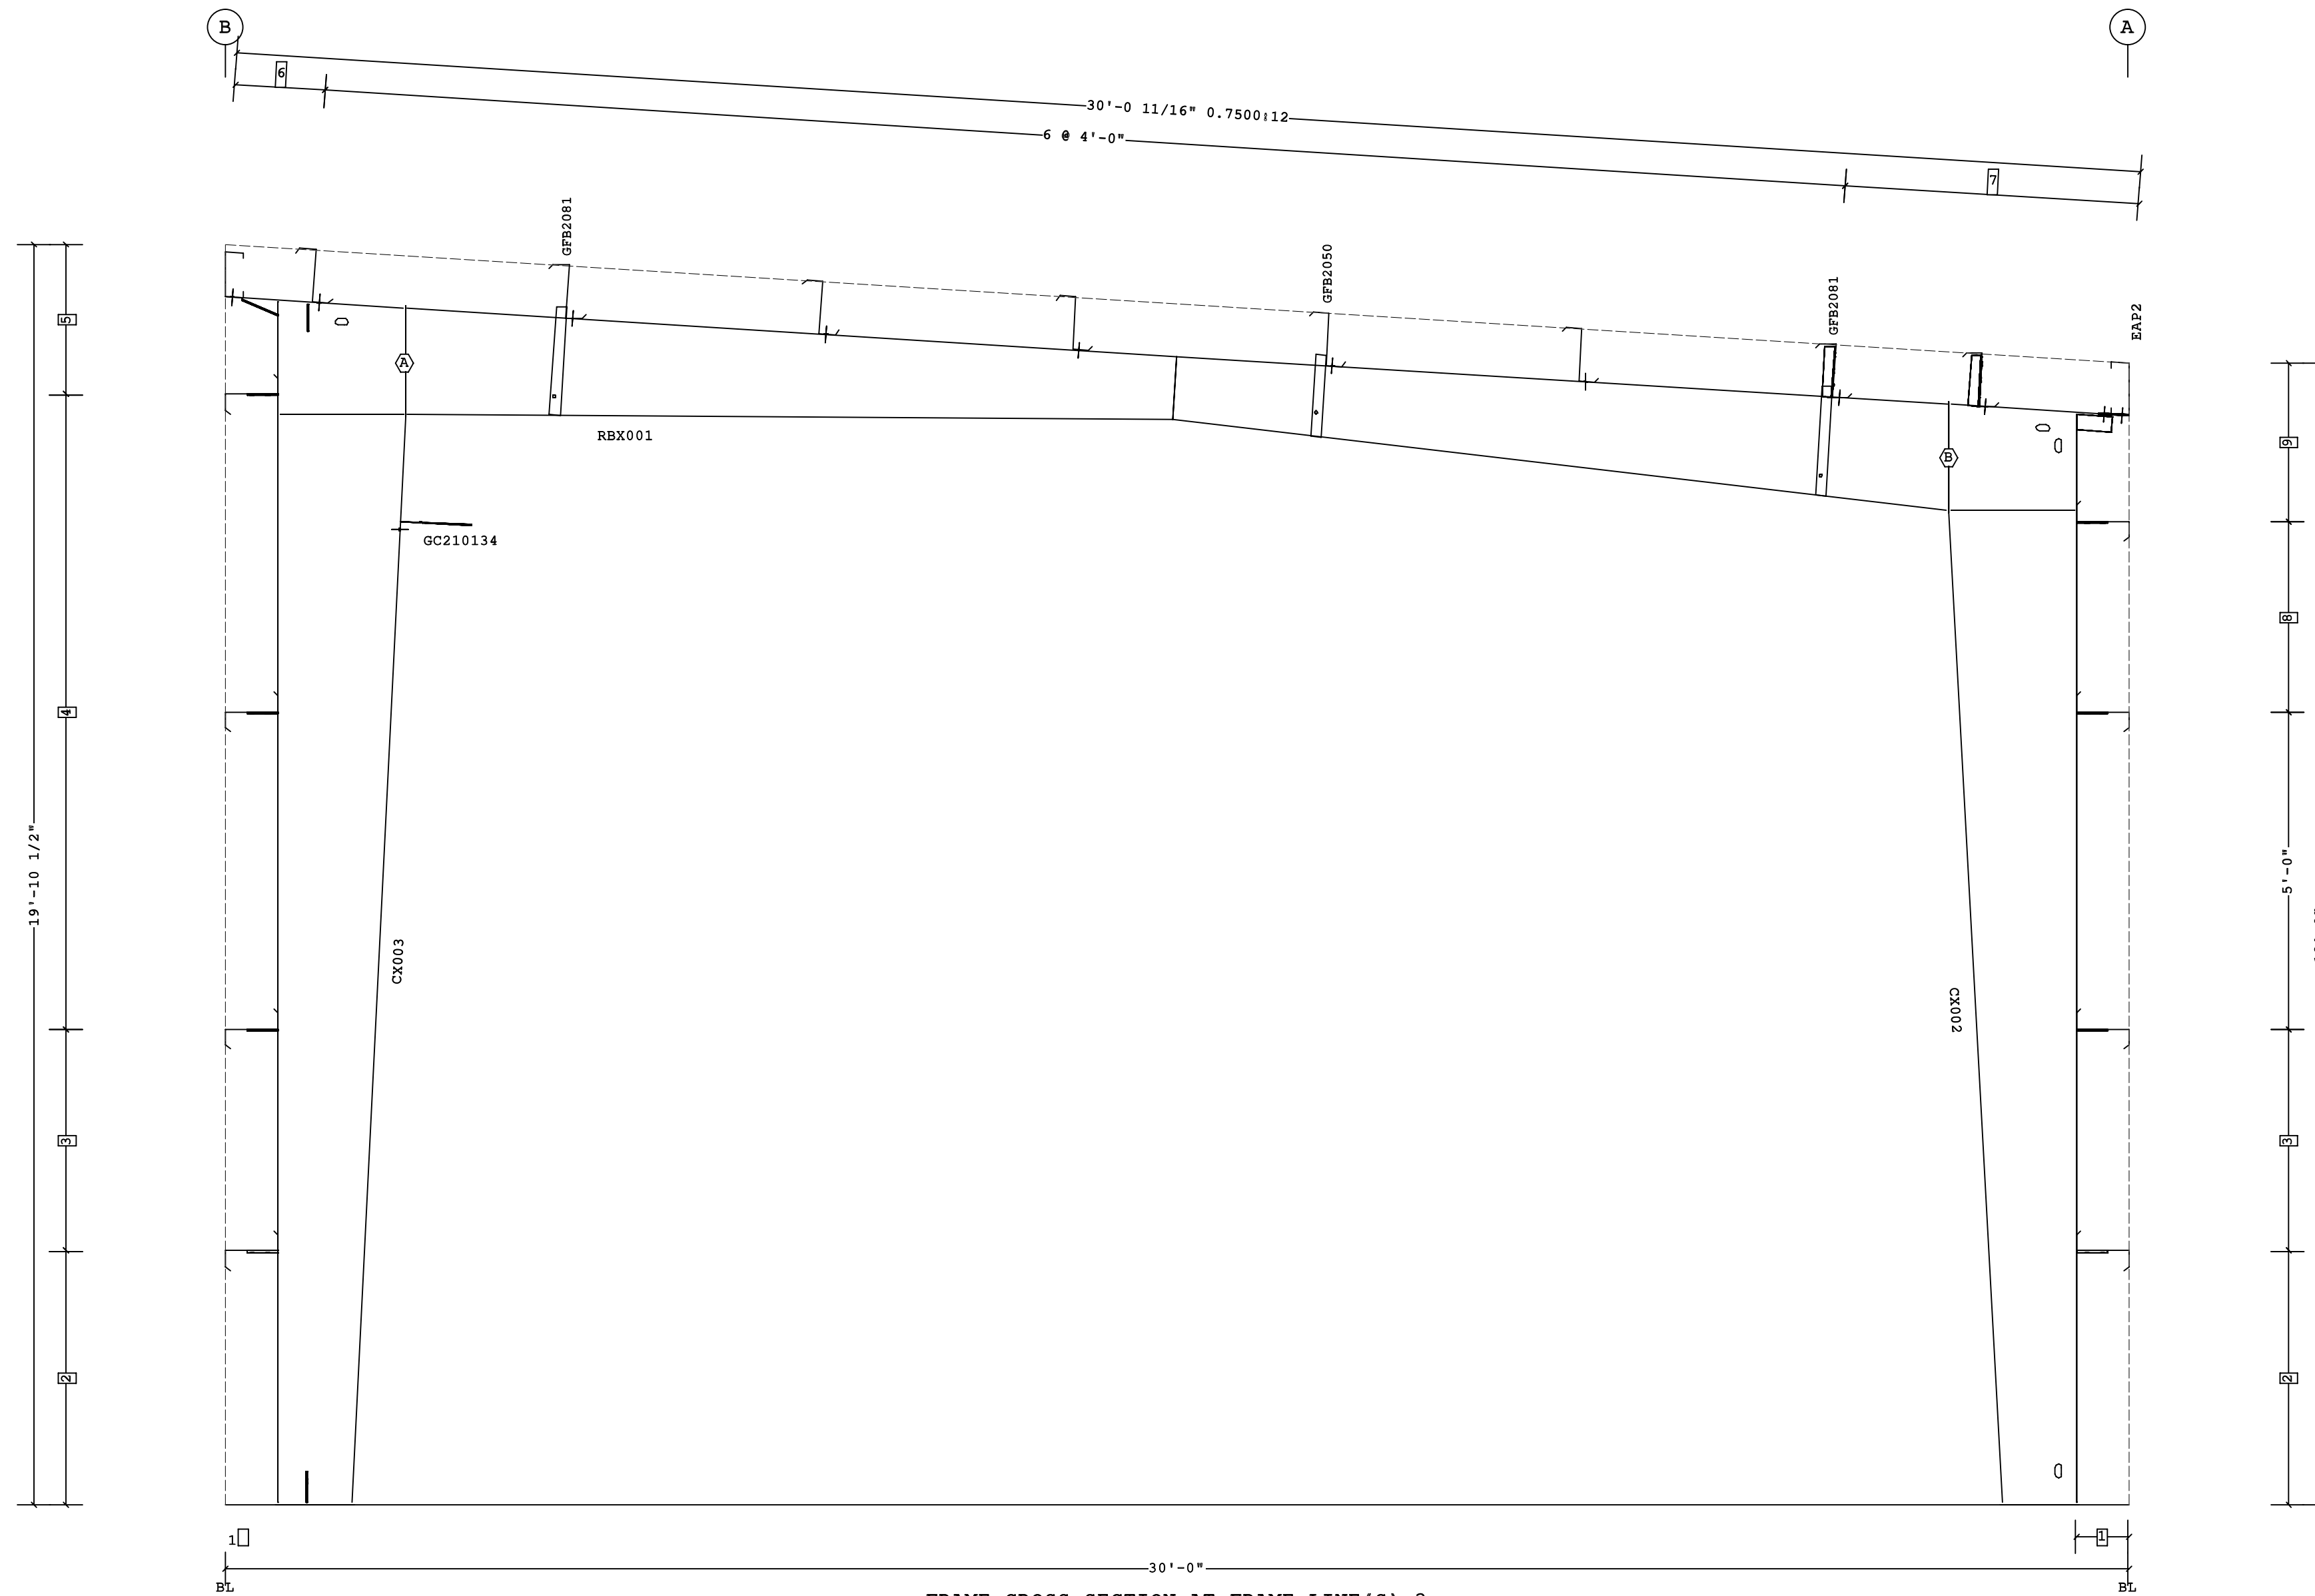 B
A
6
30'-0 11/16" 0.7500:12
6 @ 4'-0"
7
GFB2081
GFB2050
GFB2081
EAP2
5
A
RBX001
9
B
GC210134
8
4
19'-10 1/2"
5'-0"
CX003
CX002
3
3
2
2
1
1
30'-0"
BL
BL